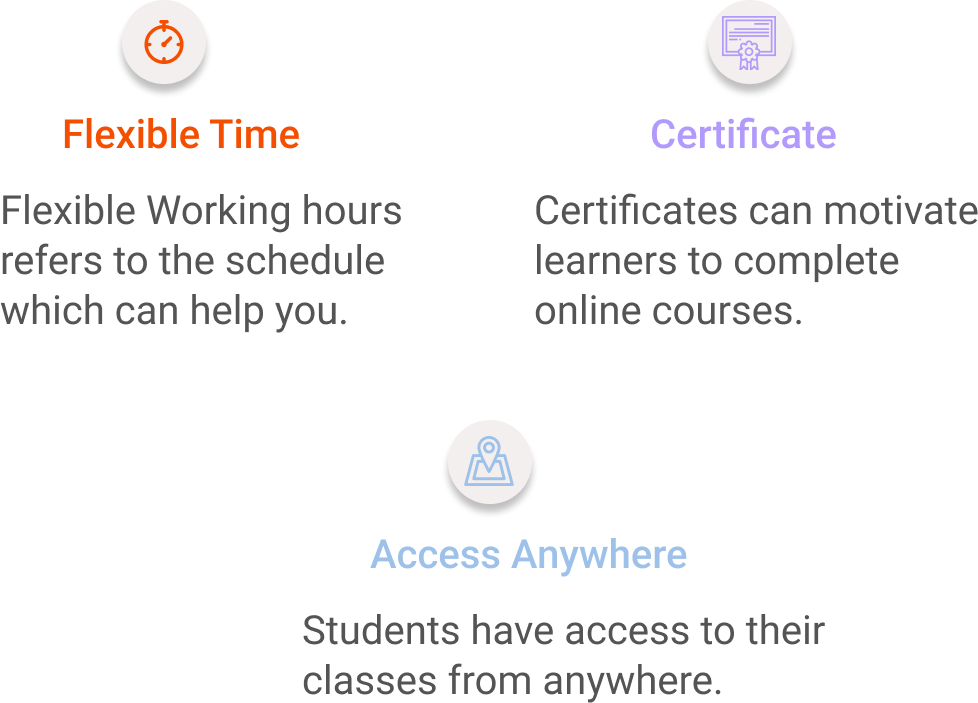 Flexible Time
Flexible Working hours
refers to the schedule
which can help you.
Certificate
Certificates can motivate
learners to complete
online courses.
Access Anywhere
Students have access to their
classes from anywhere.